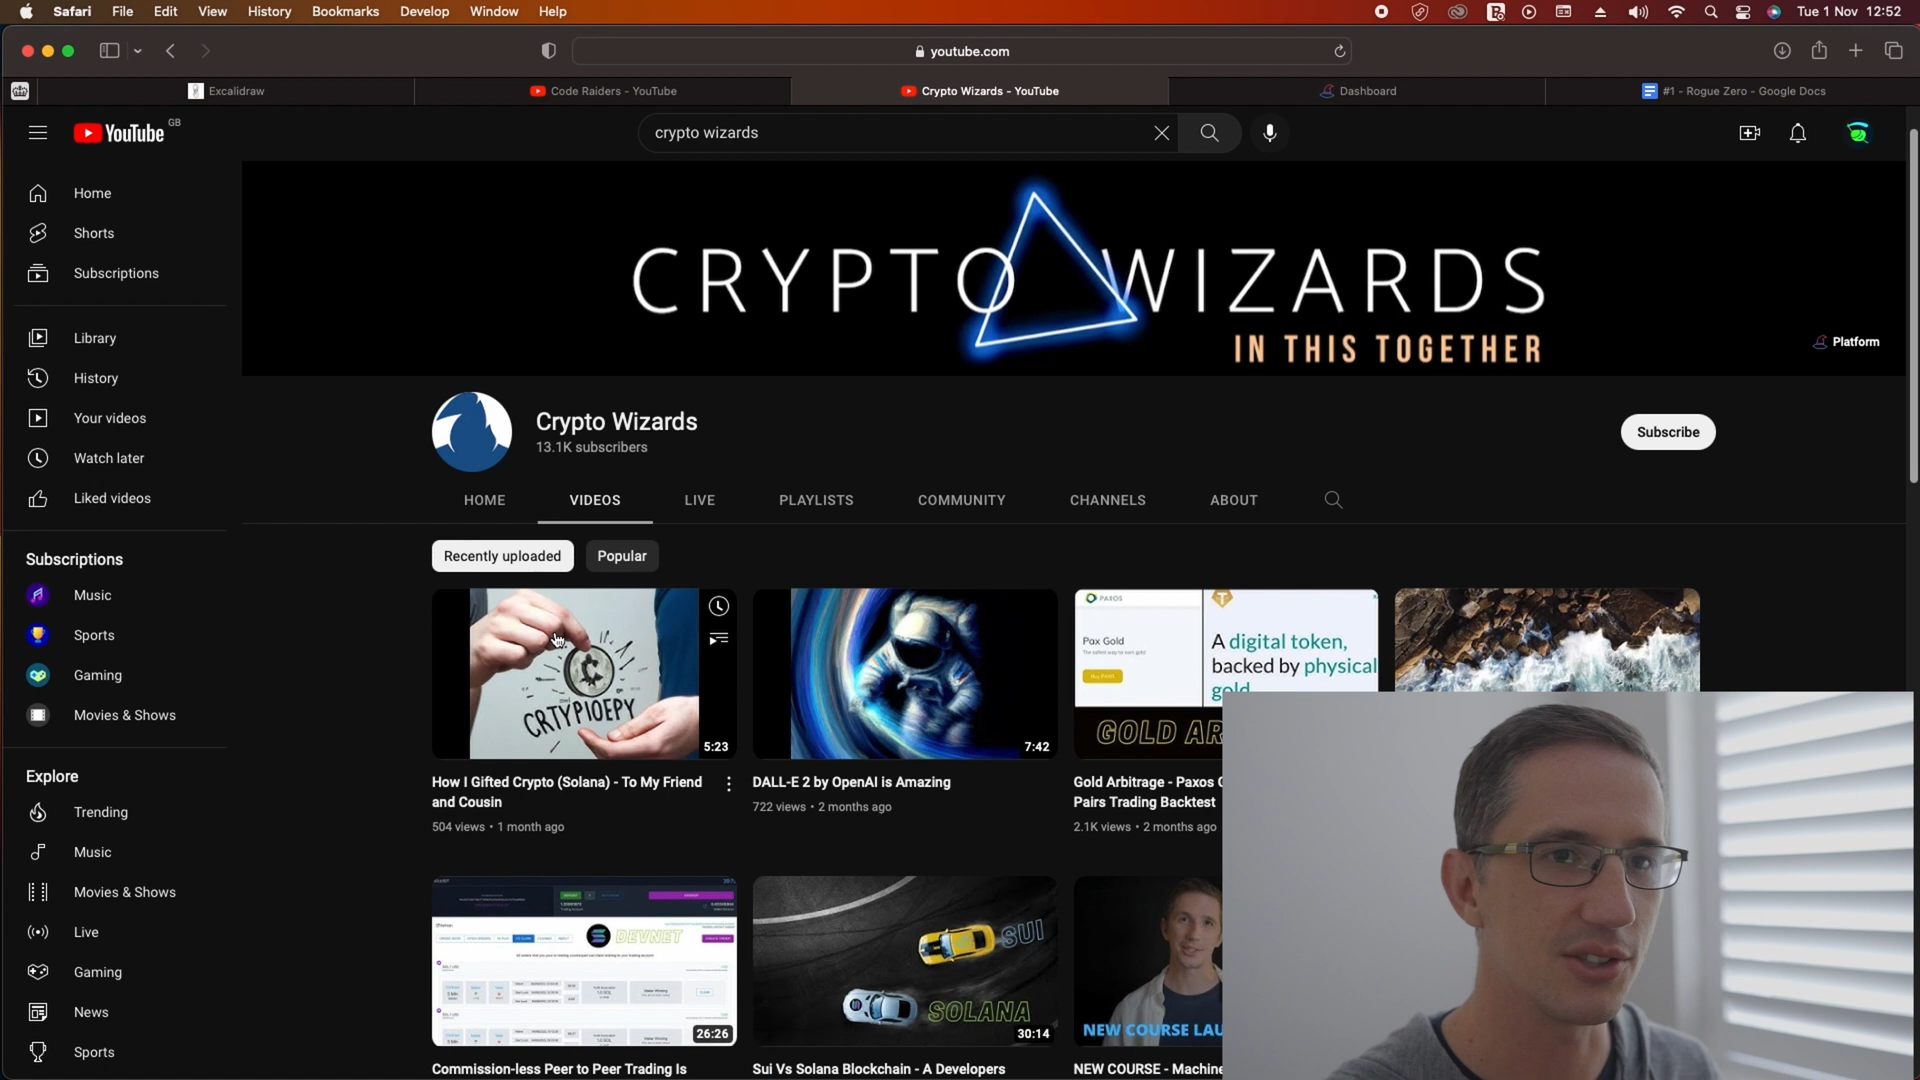 Safari File Edit View History Bookmarks Develop Window Help Tue 1 Nov 12:52
youtube.com
Excalidraw Code Raiders - YouTube Crypto Wizards - YouTube Dashboard #1 - Rogue Zero - Google Docs
YouTube GB
crypto wizards
Home
Shorts
Subscriptions
Library
History
Your videos
Watch later
Liked videos
Subscriptions
Music
Sports
Gaming
Movies & Shows
Explore
Trending
Music
Movies & Shows
Live
Gaming
News
Sports
CRYPTO WIZARDS
IN THIS TOGETHER
Platform
Crypto Wizards
13.1K subscribers
Subscribe
HOME VIDEOS LIVE PLAYLISTS COMMUNITY CHANNELS ABOUT
Recently uploaded Popular
CRTYPIOEPY
5:23
7:42
PAXOS
Pax Gold
A digital token,
backed by physical
gold
GOLD AR
How I Gifted Crypto (Solana) - To My Friend
and Cousin
504 views • 1 month ago
DALL-E 2 by OpenAI is Amazing
722 views • 2 months ago
Gold Arbitrage - Paxos
Pairs Trading Backtest
2.1K views • 2 months ago
DEVNET
26:26
SUI
SOLANA
30:14
NEW COURSE LAU
Commission-less Peer to Peer Trading Is
Sui Vs Solana Blockchain - A Developers
NEW COURSE - Machine